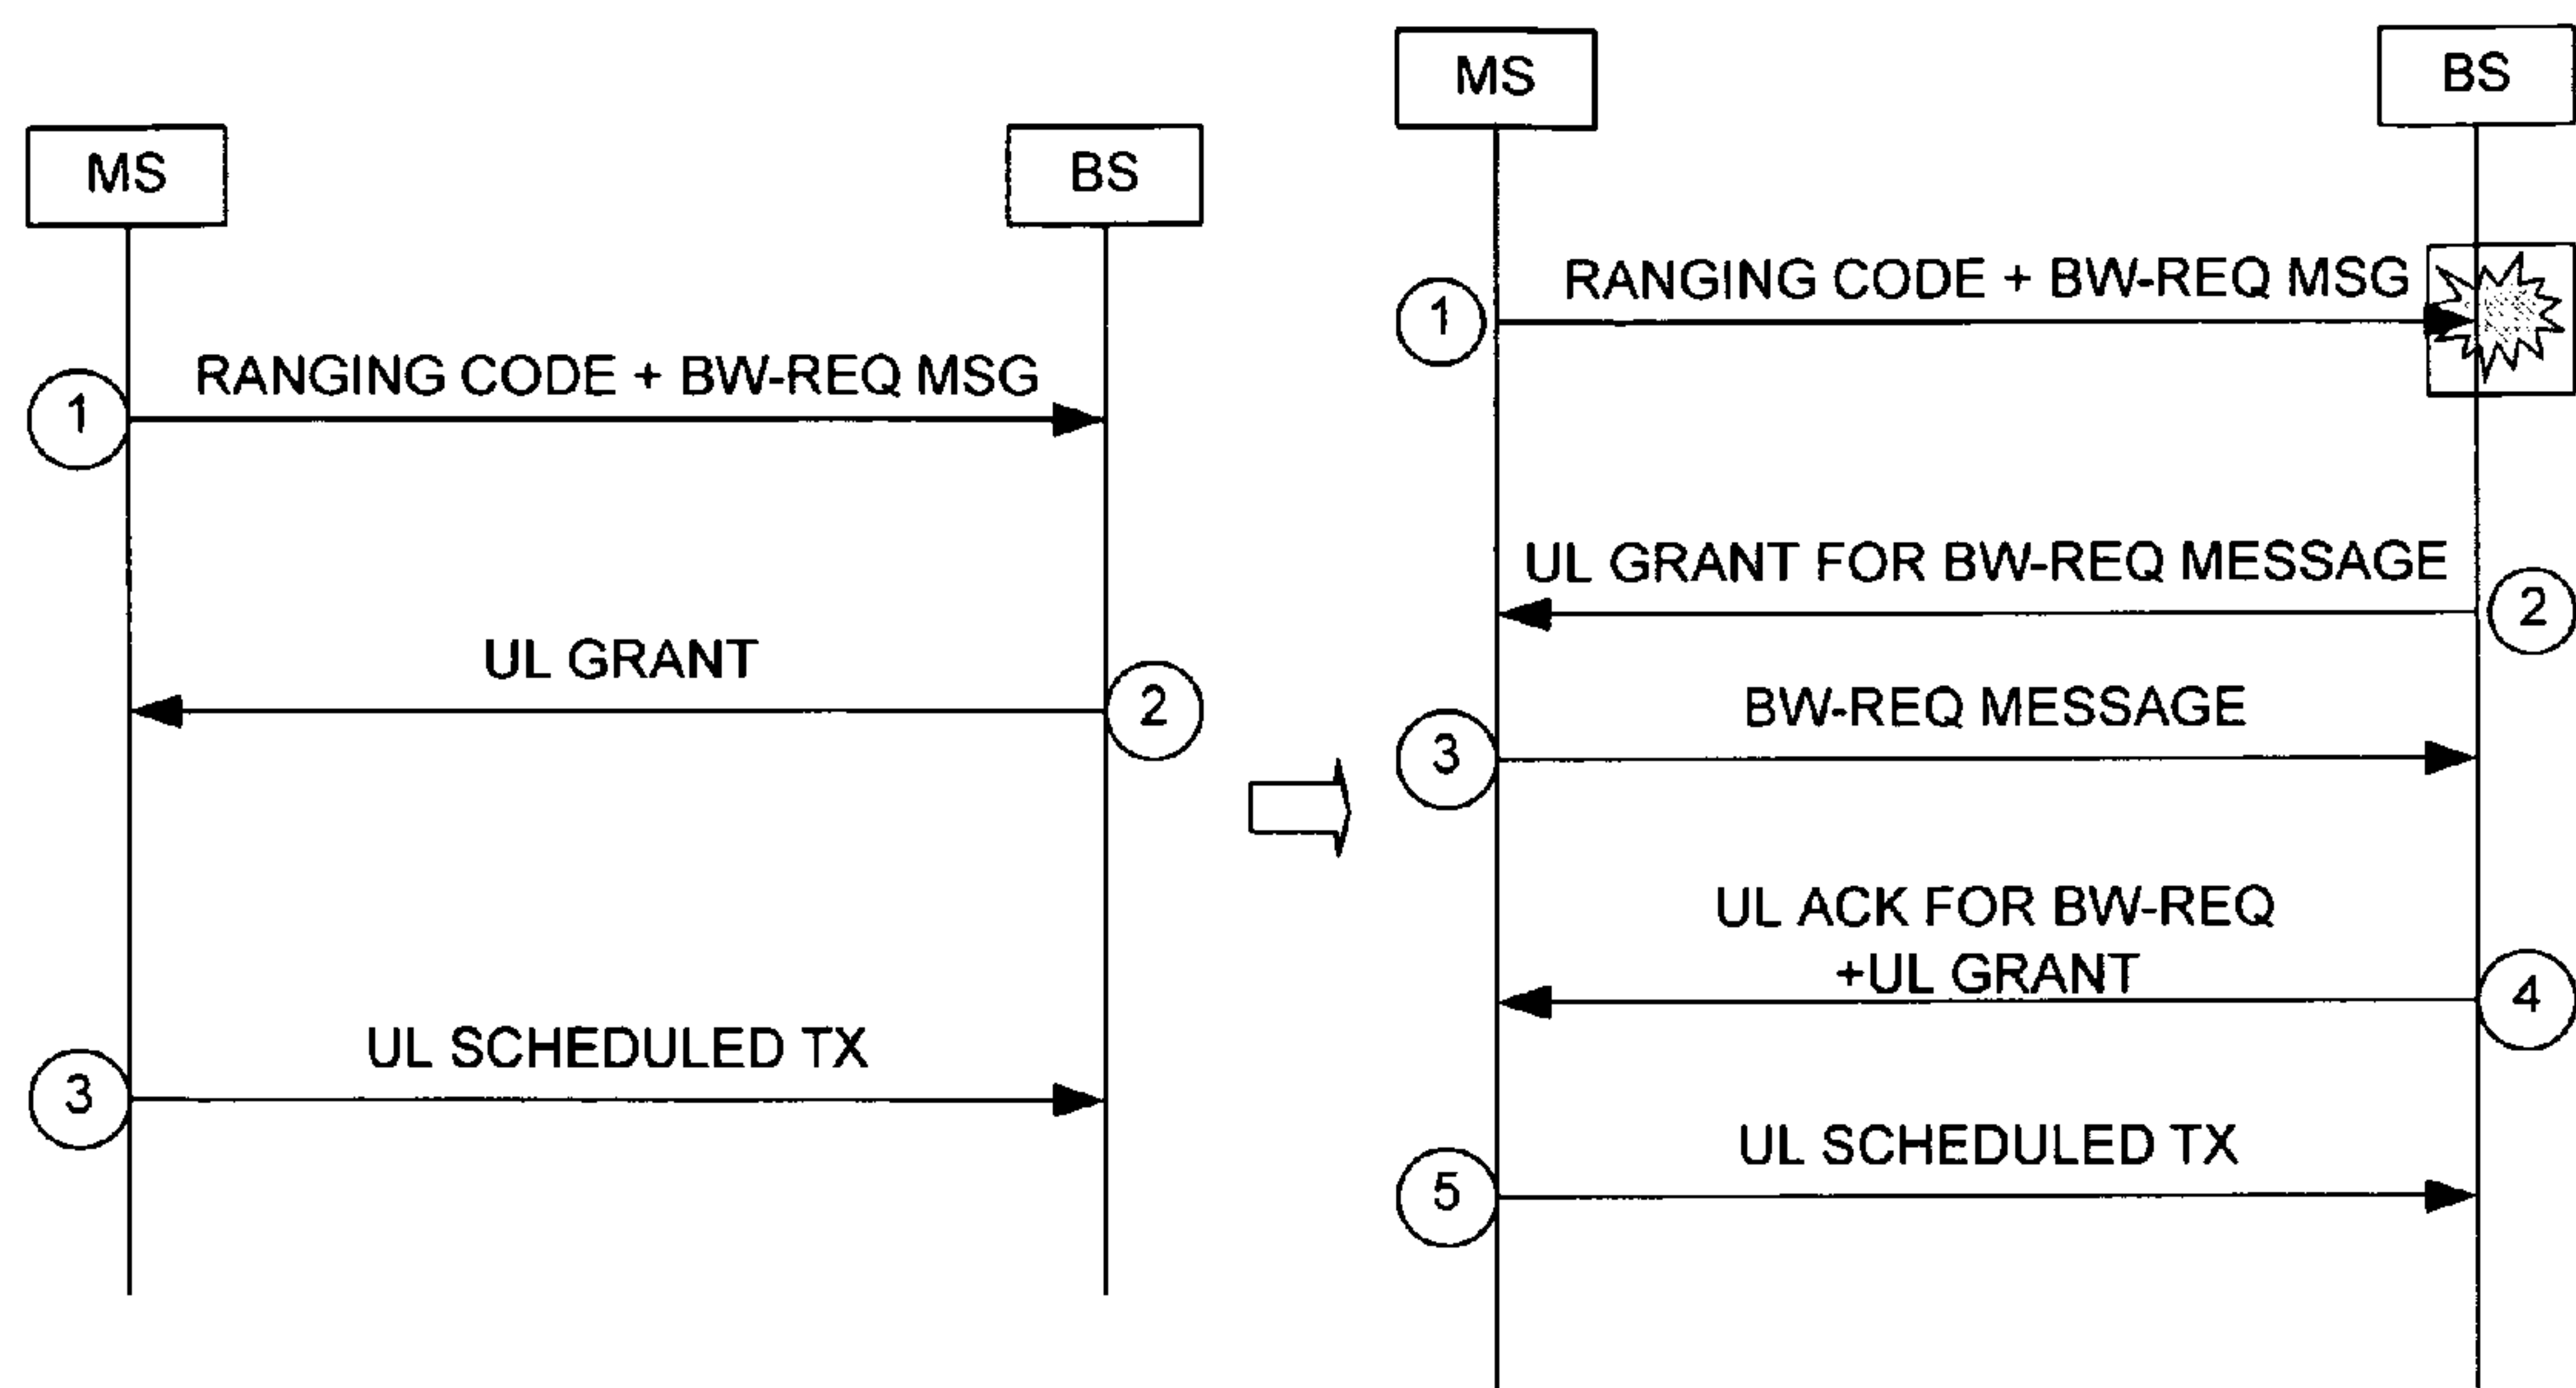 MS
BS
RANGING CODE + BW-REQ MSG
1
UL GRANT
2
UL SCHEDULED TX
3
MS
BS
RANGING CODE + BW-REQ MSG
1
UL GRANT FOR BW-REQ MESSAGE
2
BW-REQ MESSAGE
3
UL ACK FOR BW-REQ
+UL GRANT
4
UL SCHEDULED TX
5